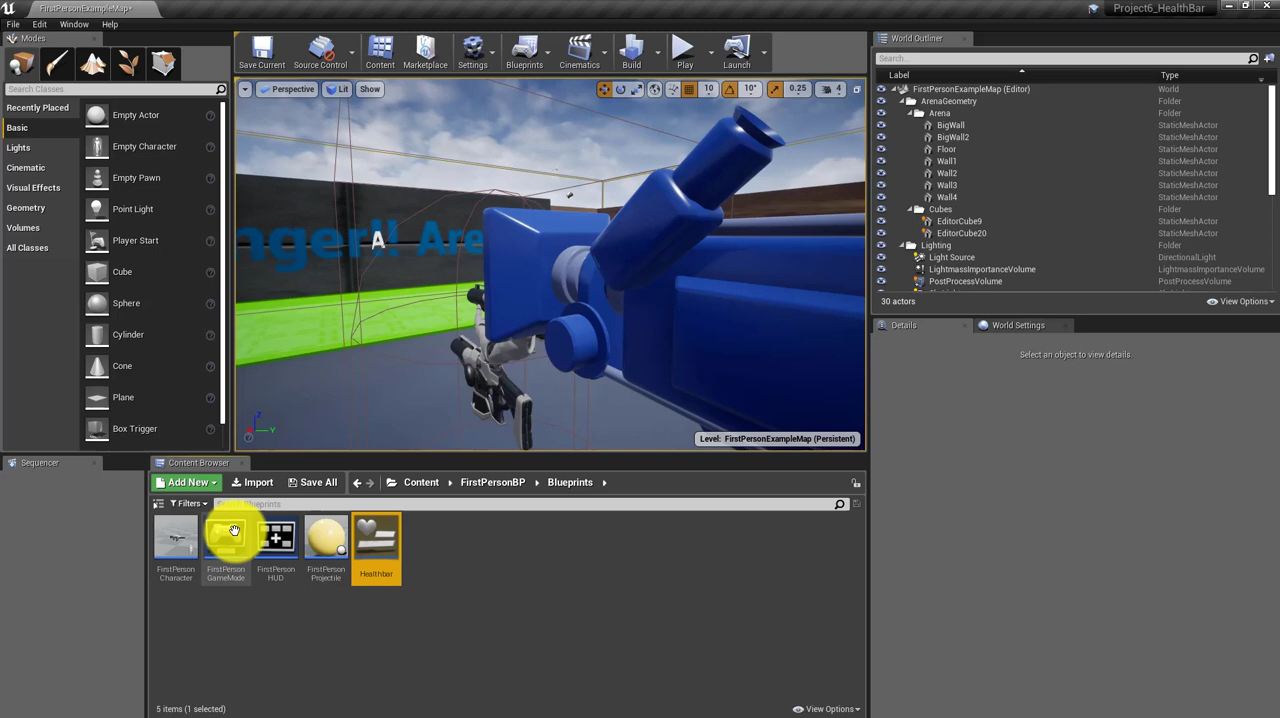 FirstPersonExampleMap*
Project6_HealthBar
File Edit Window Help
Modes
Search Classes
Recently Placed
Basic
Lights
Cinematic
Visual Effects
Geometry
Volumes
All Classes
Empty Actor
Empty Character
Empty Pawn
Point Light
Player Start
Cube
Sphere
Cylinder
Cone
Plane
Box Trigger
Save Current
Source Control
Content
Marketplace
Settings
Blueprints
Cinematics
Build
Play
Launch
Perspective
Lit
Show
10
10°
0.25
4
nger!! Are
A
Z
Y
Level: FirstPersonExampleMap (Persistent)
World Outliner
Search...
Label Type
FirstPersonExampleMap (Editor) World
ArenaGeometry Folder
Arena Folder
BigWall StaticMeshActor
BigWall2 StaticMeshActor
Floor StaticMeshActor
Wall1 StaticMeshActor
Wall2 StaticMeshActor
Wall3 StaticMeshActor
Wall4 StaticMeshActor
Cubes Folder
EditorCube9 StaticMeshActor
EditorCube20 StaticMeshActor
Lighting Folder
Light Source DirectionalLight
LightmassImportanceVolume LightmassImportanceVolume
PostProcessVolume PostProcessVolume
30 actors
View Options
Details
World Settings
Select an object to view details.
Sequencer
Content Browser
Add New
Import
Save All
Content
FirstPersonBP
Blueprints
Filters
Search Blueprints
FirstPerson
Character
FirstPerson
GameMode
FirstPerson
HUD
FirstPerson
Projectile
Healthbar
5 items (1 selected)
View Options